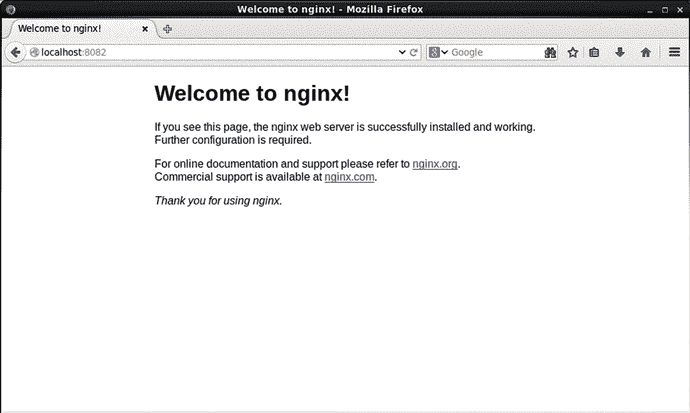 Welcome to nginx! - Mozilla Firefox
Welcome to nginx!
localhost:8082
Google
Welcome to nginx!
If you see this page, the nginx web server is successfully installed and working.
Further configuration is required.
For online documentation and support please refer to nginx.org.
Commercial support is available at nginx.com.
Thank you for using nginx.